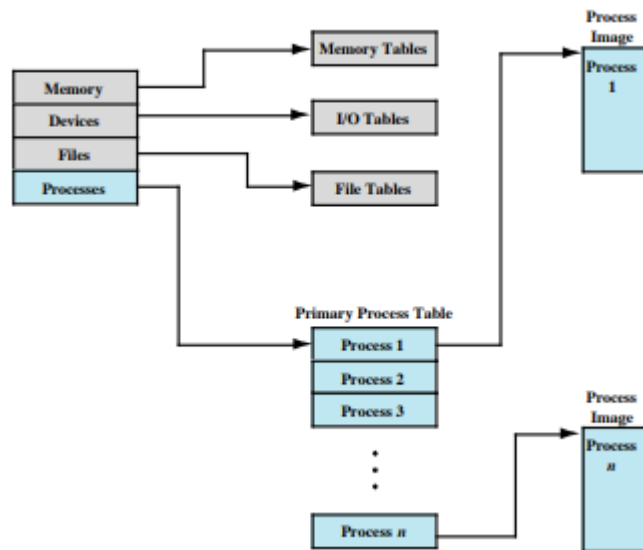 Memory
Devices
Files
Processes
Memory Tables
I/O Tables
File Tables
Primary Process Table
Process 1
Process 2
Process 3
Process n
Process
Image
Process
1
Process
Image
Process
n